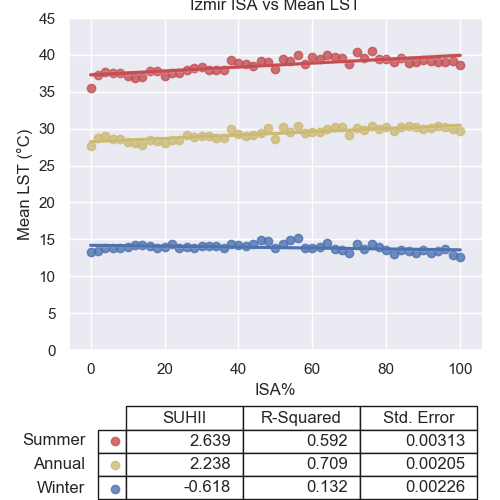 Izmir ISA vs Mean LST
45
40
35
30
25
20
15
10
5
0
Mean LST (°C)
0 20 40 60 80 100
ISA%
SUHII R-Squared Std. Error
Summer 2.639 0.592 0.00313
Annual 2.238 0.709 0.00205
Winter -0.618 0.132 0.00226